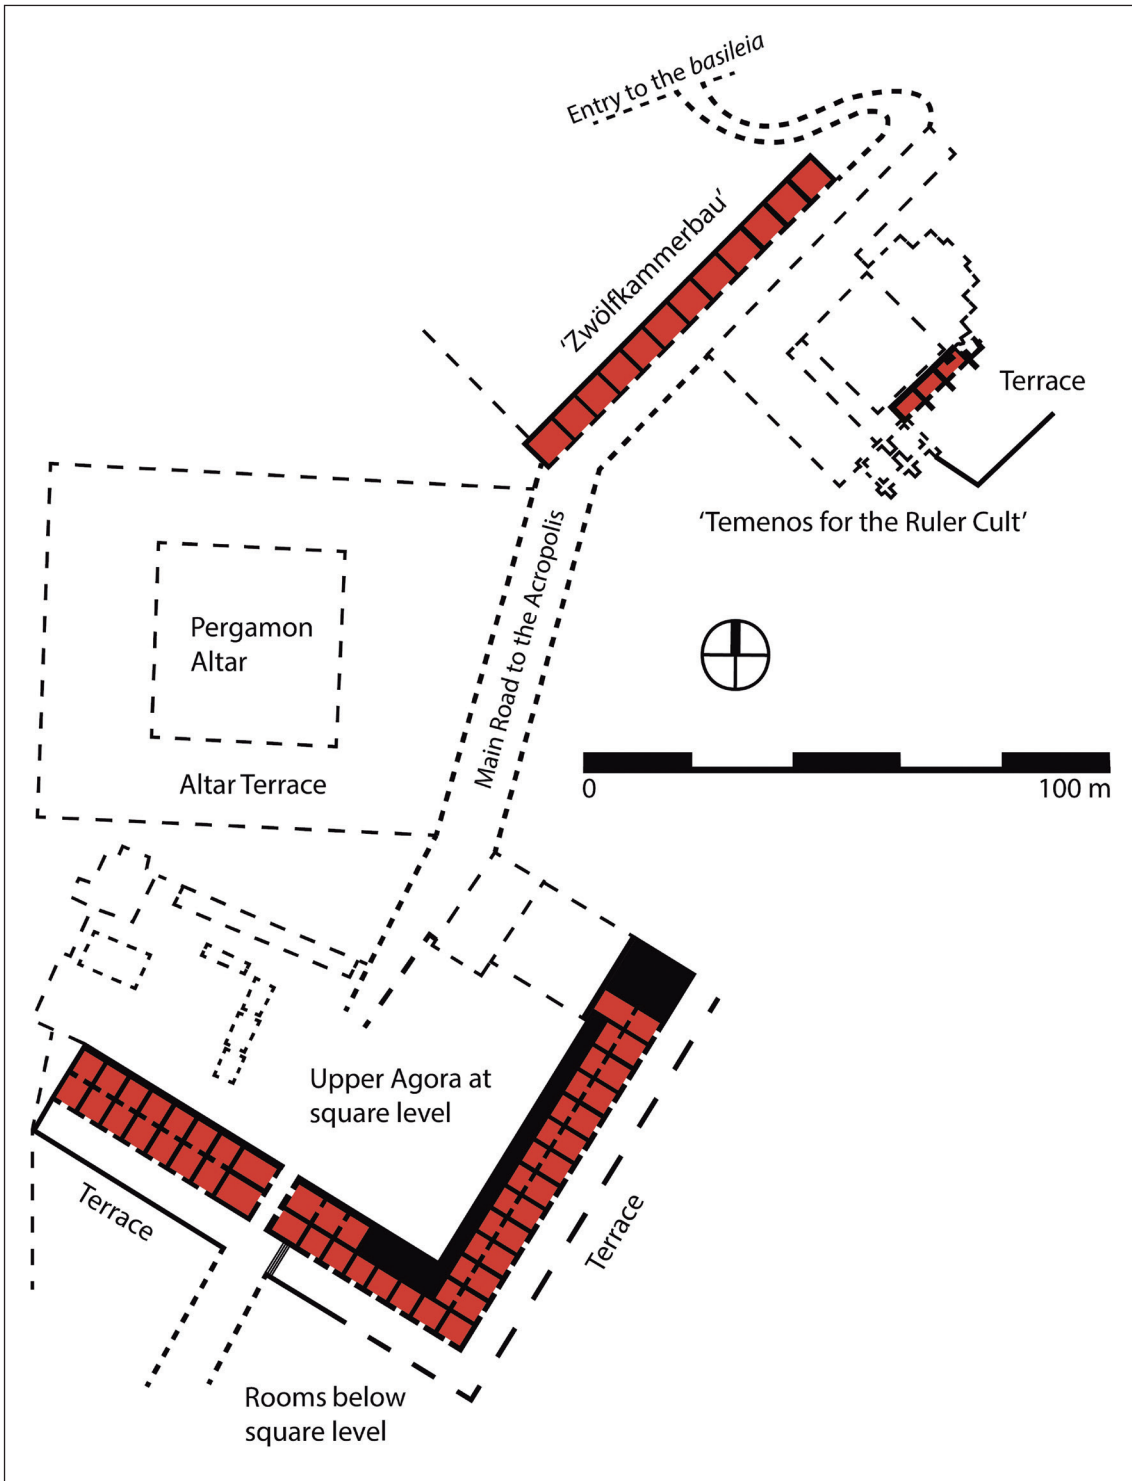 Entry to the basileia
'Zwölfkammerbau'
Terrace
'Temenos for the Ruler Cult'
Main Road to the Acropolis
Pergamon
Altar
Altar Terrace
0
100 m
Upper Agora at
square level
Terrace
Terrace
Rooms below
square level